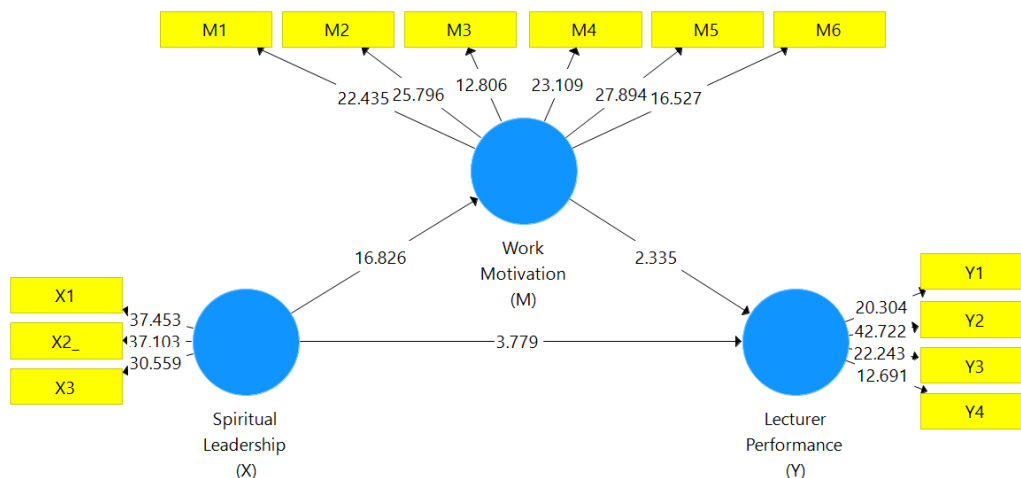 M1 M2 M3 M4 M5 M6
22.435 25.796 12.806 23.109 27.894 16.527
Work
Motivation
(M)
16.826 2.335
X1
X2_
X3
37.453
37.103
30.559
3.779
Y1
Y2
Y3
Y4
20.304
42.722
22.243
12.691
Spiritual
Leadership
(X)
Lecturer
Performance
(Y)